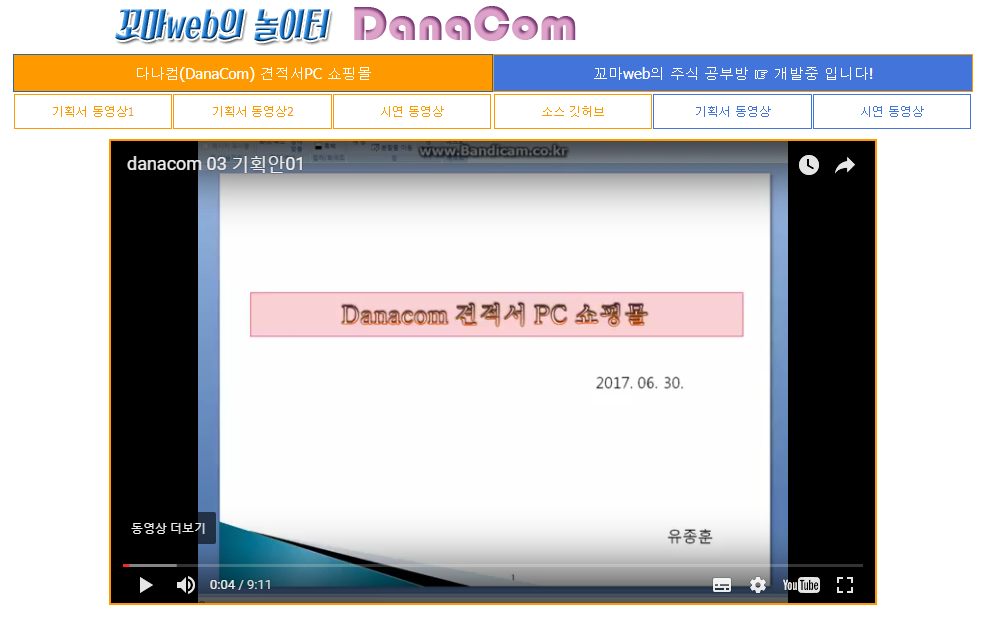 꼬마web의 놀이터 DanaCom
다나컴(DanaCom) 견적서PC 쇼핑몰 꼬마web의 주식 공부방 ☞ 개발중 입니다!
기획서 동영상1 기획서 동영상2 시연 동영상 소스 깃허브 기획서 동영상 시연 동영상
www.Bandicam.co.kr
danacom 03 기획안01
Danacom 견적서 PC 쇼핑몰
2017. 06. 30.
동영상 더보기
유종훈
1
0:04 / 9:11 YouTube